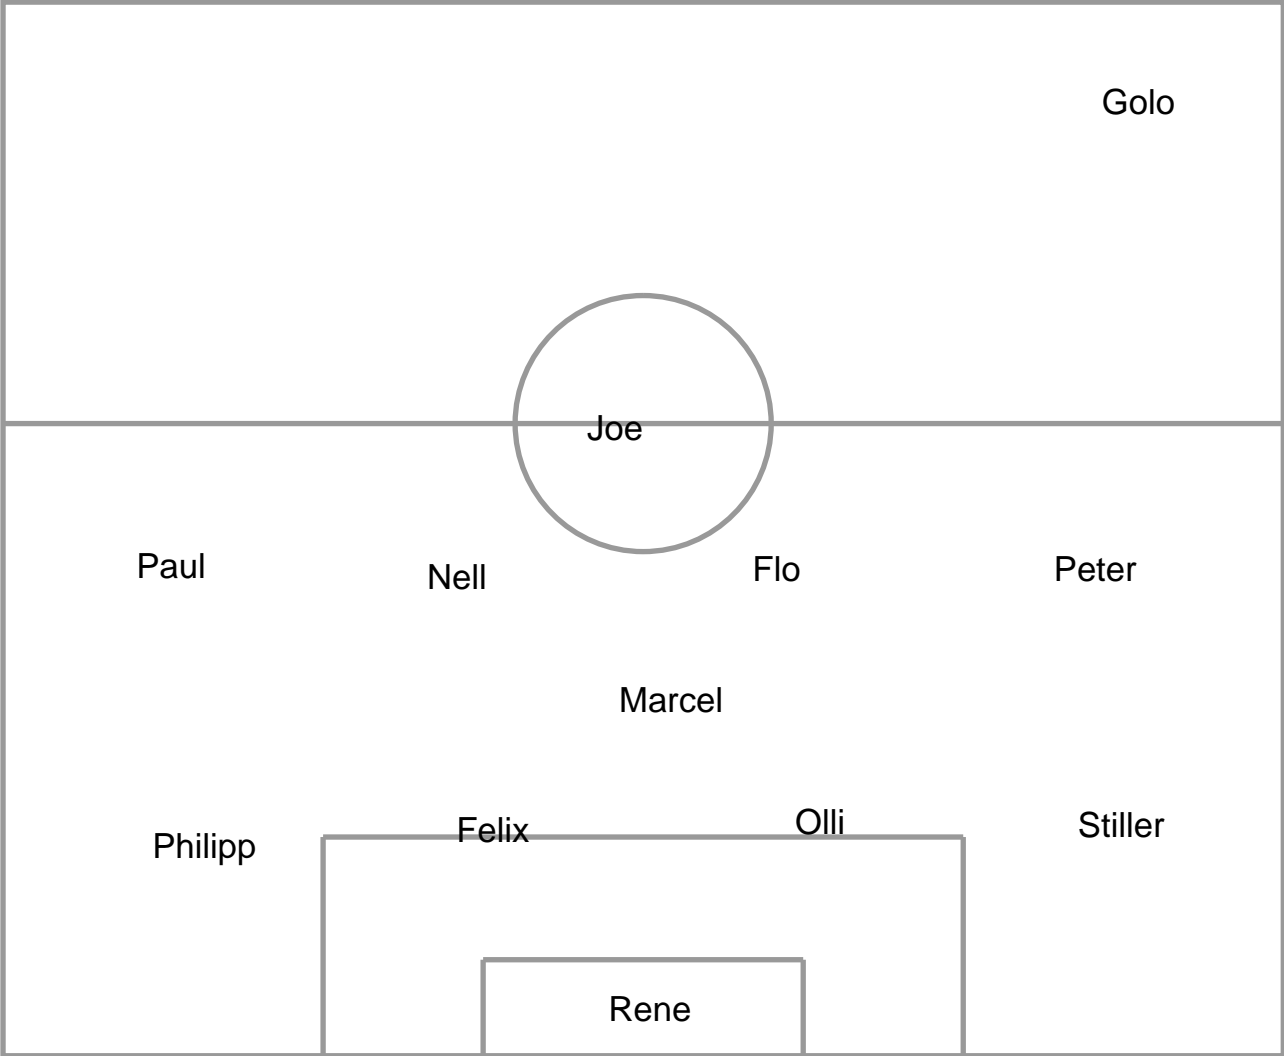 Golo
Joe
Paul Nell Flo Peter
Marcel
Philipp Felix Olli Stiller
Rene